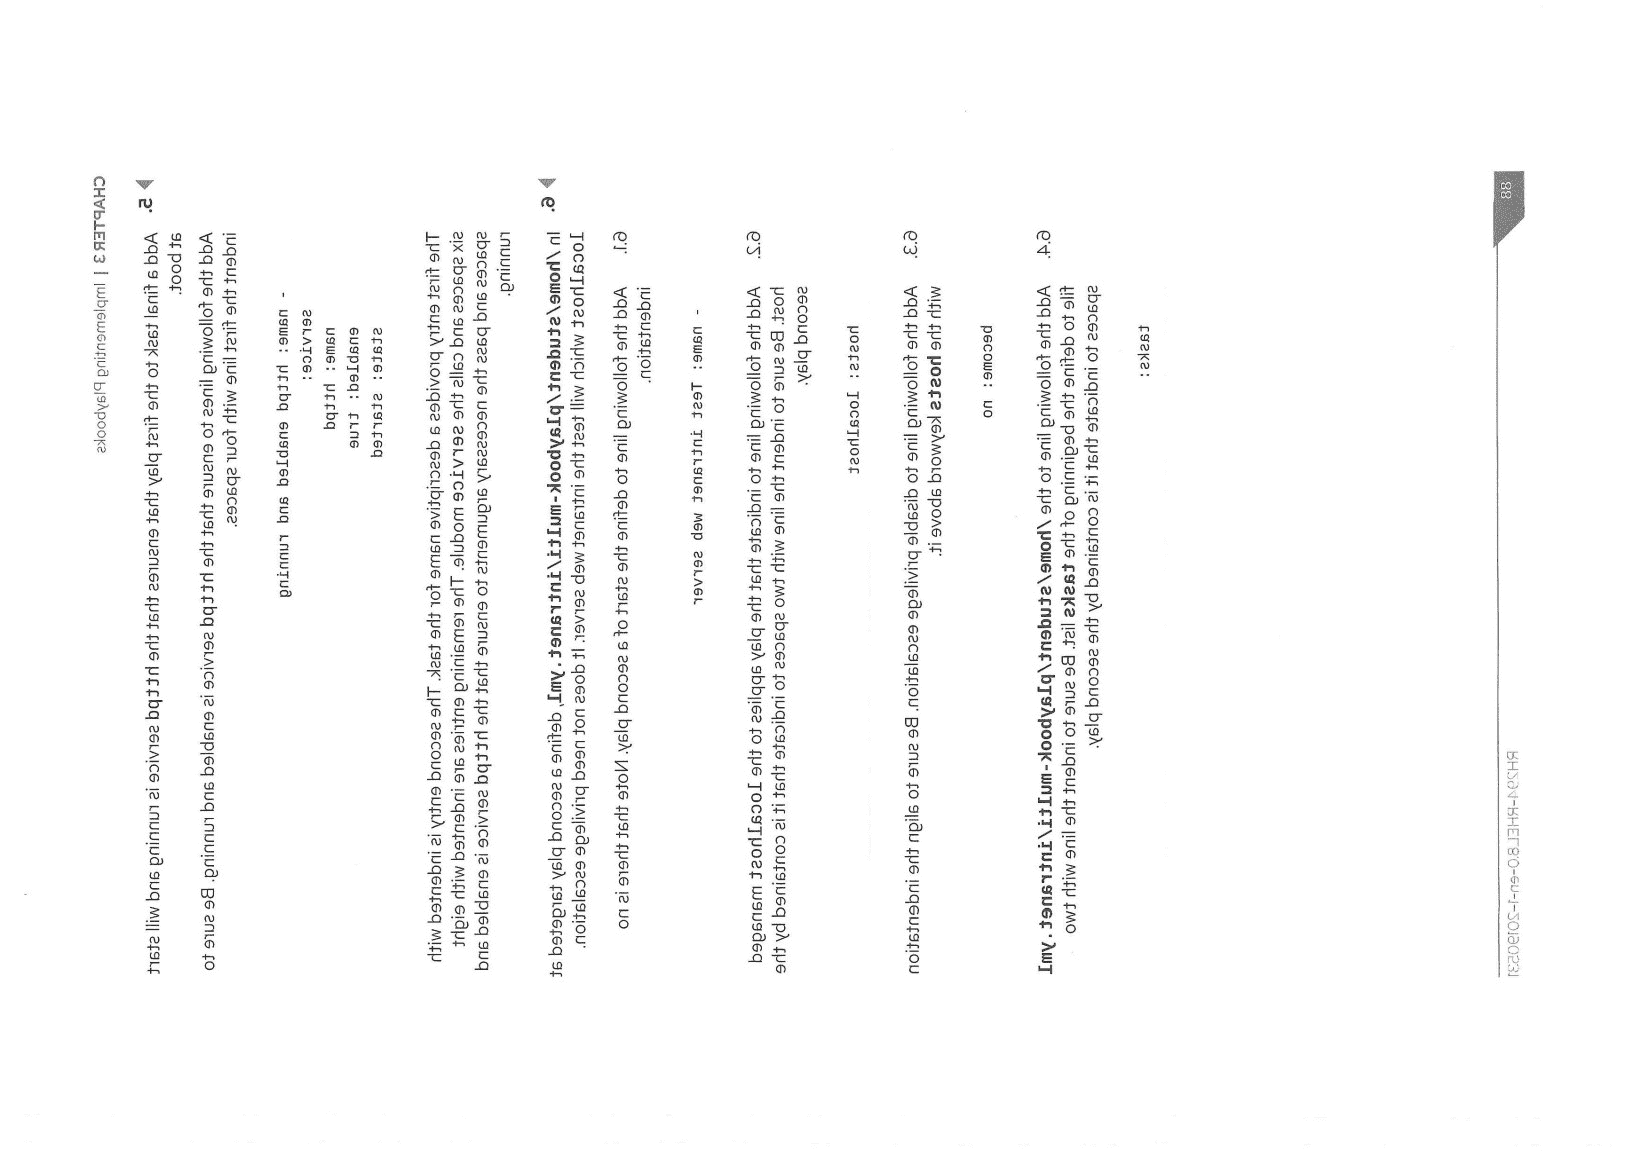 CHAPTER 3 | Implementing Playbooks
5. Add a final task to the first play that ensures that the httpd service is running and will start
at boot.
Add the following lines to ensure that the httpd service is enabled and running. Be sure to
indent the first line with four spaces.
- name: httpd enabled and running
service:
name: httpd
enabled: true
state: started
The first entry provides a descriptive name for the task. The second entry is indented with
six spaces and calls the service module. The remaining entries are indented with eight
spaces and pass the necessary arguments to ensure that the httpd service is enabled and
running.
6. In /home/student/playbook-multi/intranet.yml, define a second play targeted at
localhost which will test the intranet web server. It does not need privilege escalation.
6.1. Add the following line to define the start of a second play. Note that there is no
indentation.
- name: Test intranet web server
6.2. Add the following line to indicate that the play applies to the localhost managed
host. Be sure to indent the line with two spaces to indicate that it is contained by the
second play.
hosts: localhost
6.3. Add the following line to disable privilege escalation. Be sure to align the indentation
with the hosts keyword above it.
become: no
6.4. Add the following line to the /home/student/playbook-multi/intranet.yml
file to define the beginning of the tasks list. Be sure to indent the line with two
spaces to indicate that it is contained by the second play.
tasks:
88
RH294-RHEL8.0-en-1-20190531